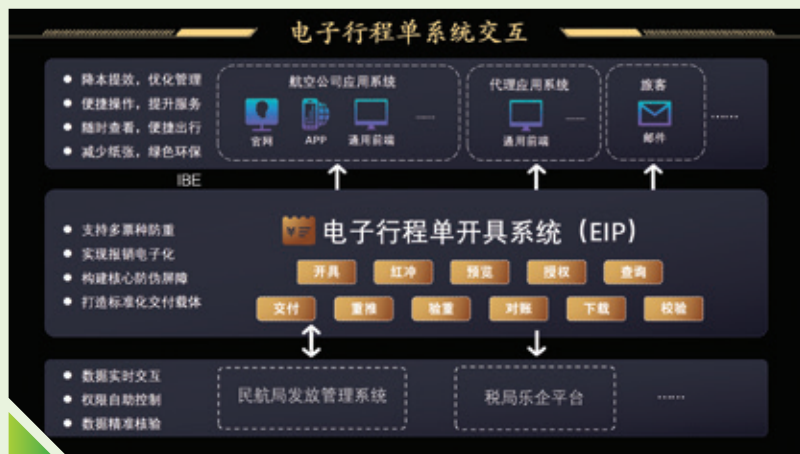 电子行程单系统交互
● 降本提效，优化管理
● 便捷操作，提升服务
● 随时查看，便捷出行
● 减少纸张，绿色环保
航空公司应用系统
官网 APP 通用前端 ......
代理应用系统
通用前端 ......
旅客
邮件
......
IBE
● 支持多票种防重
● 实现报销电子化
● 构建核心防伪屏障
● 打造标准化交付载体
电子行程单开具系统（EIP）
开具 红冲 预览 授权 查询
交付 重推 验重 对账 下载 校验
● 数据实时交互
● 权限自助控制
● 数据精准核验
民航局发放管理系统
税局乐企平台
......